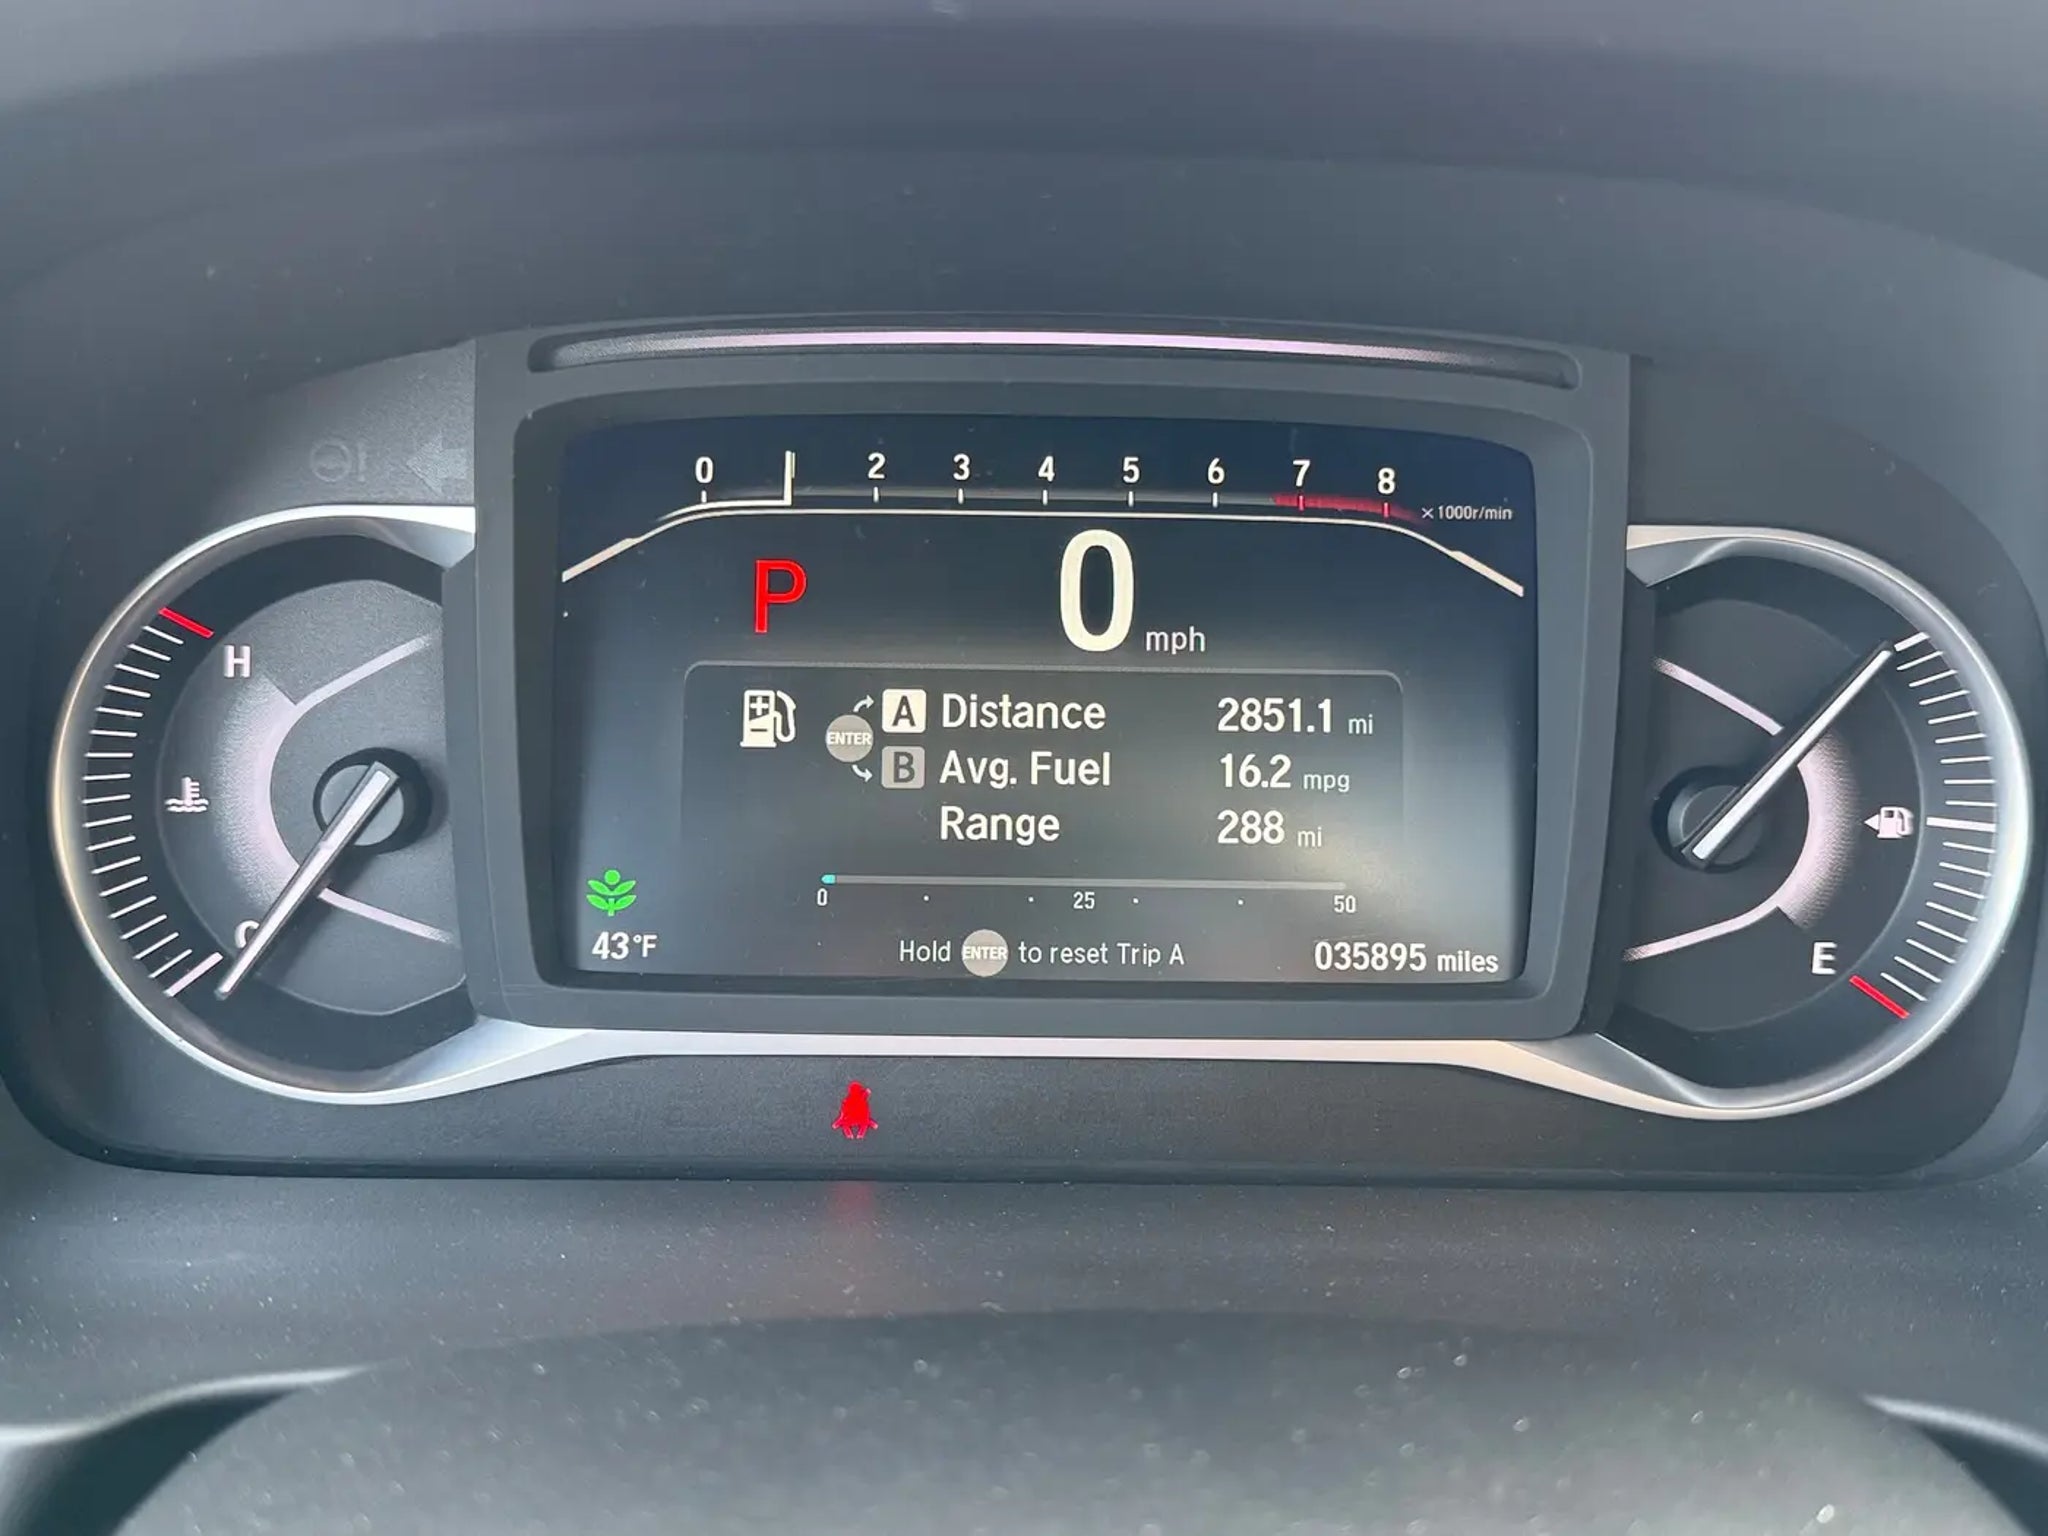 0 2 3 4 5 6 7 8
×1000r/min
P 0 mph
H
A Distance 2851.1 mi
ENTER
B Avg. Fuel 16.2 mpg
Range 288 mi
0 25 50
C
E
43°F
Hold ENTER to reset Trip A
035895 miles